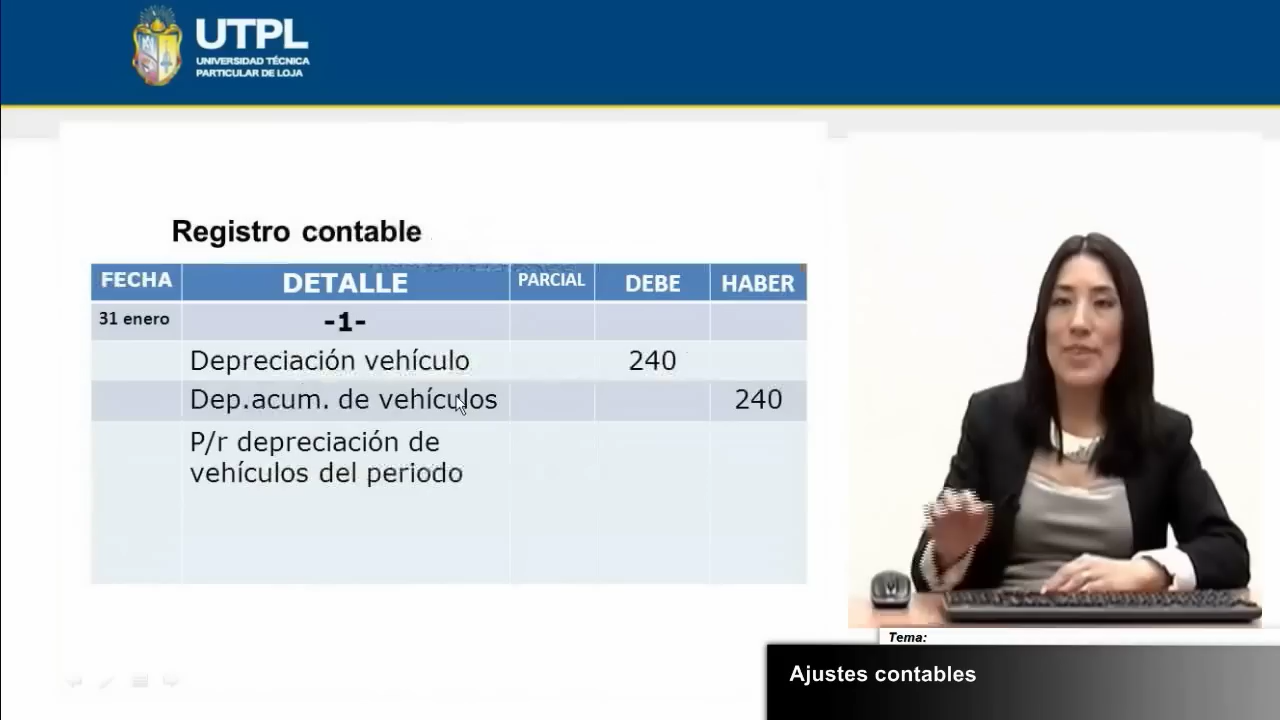 UTPL
UNIVERSIDAD TÉCNICA
PARTICULAR DE LOJA
Registro contable
FECHA DETALLE PARCIAL DEBE HABER
31 enero -1-
Depreciación vehículo 240
Dep.acum. de vehículos 240
P/r depreciación de
vehículos del periodo
Tema:
Ajustes contables